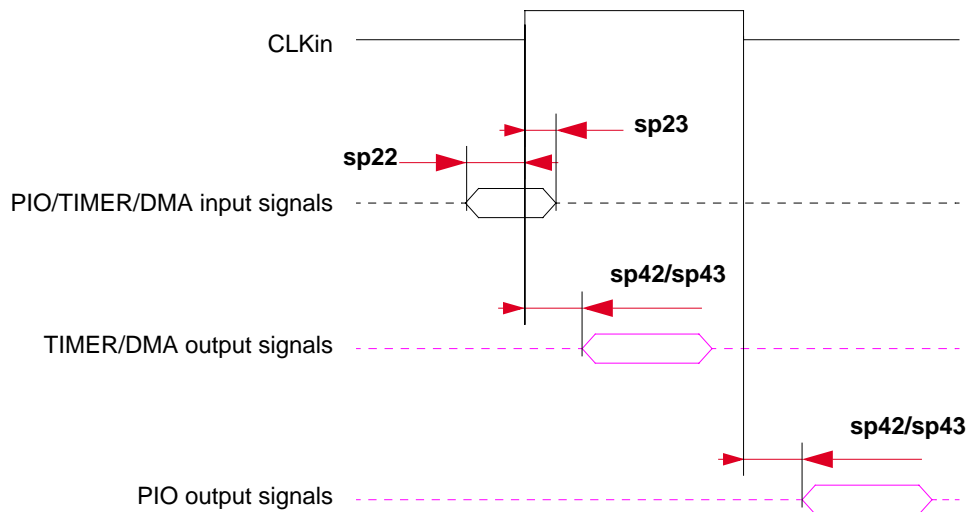 CLKin
sp23
sp22
PIO/TIMER/DMA input signals
sp42/sp43
TIMER/DMA output signals
sp42/sp43
PIO output signals